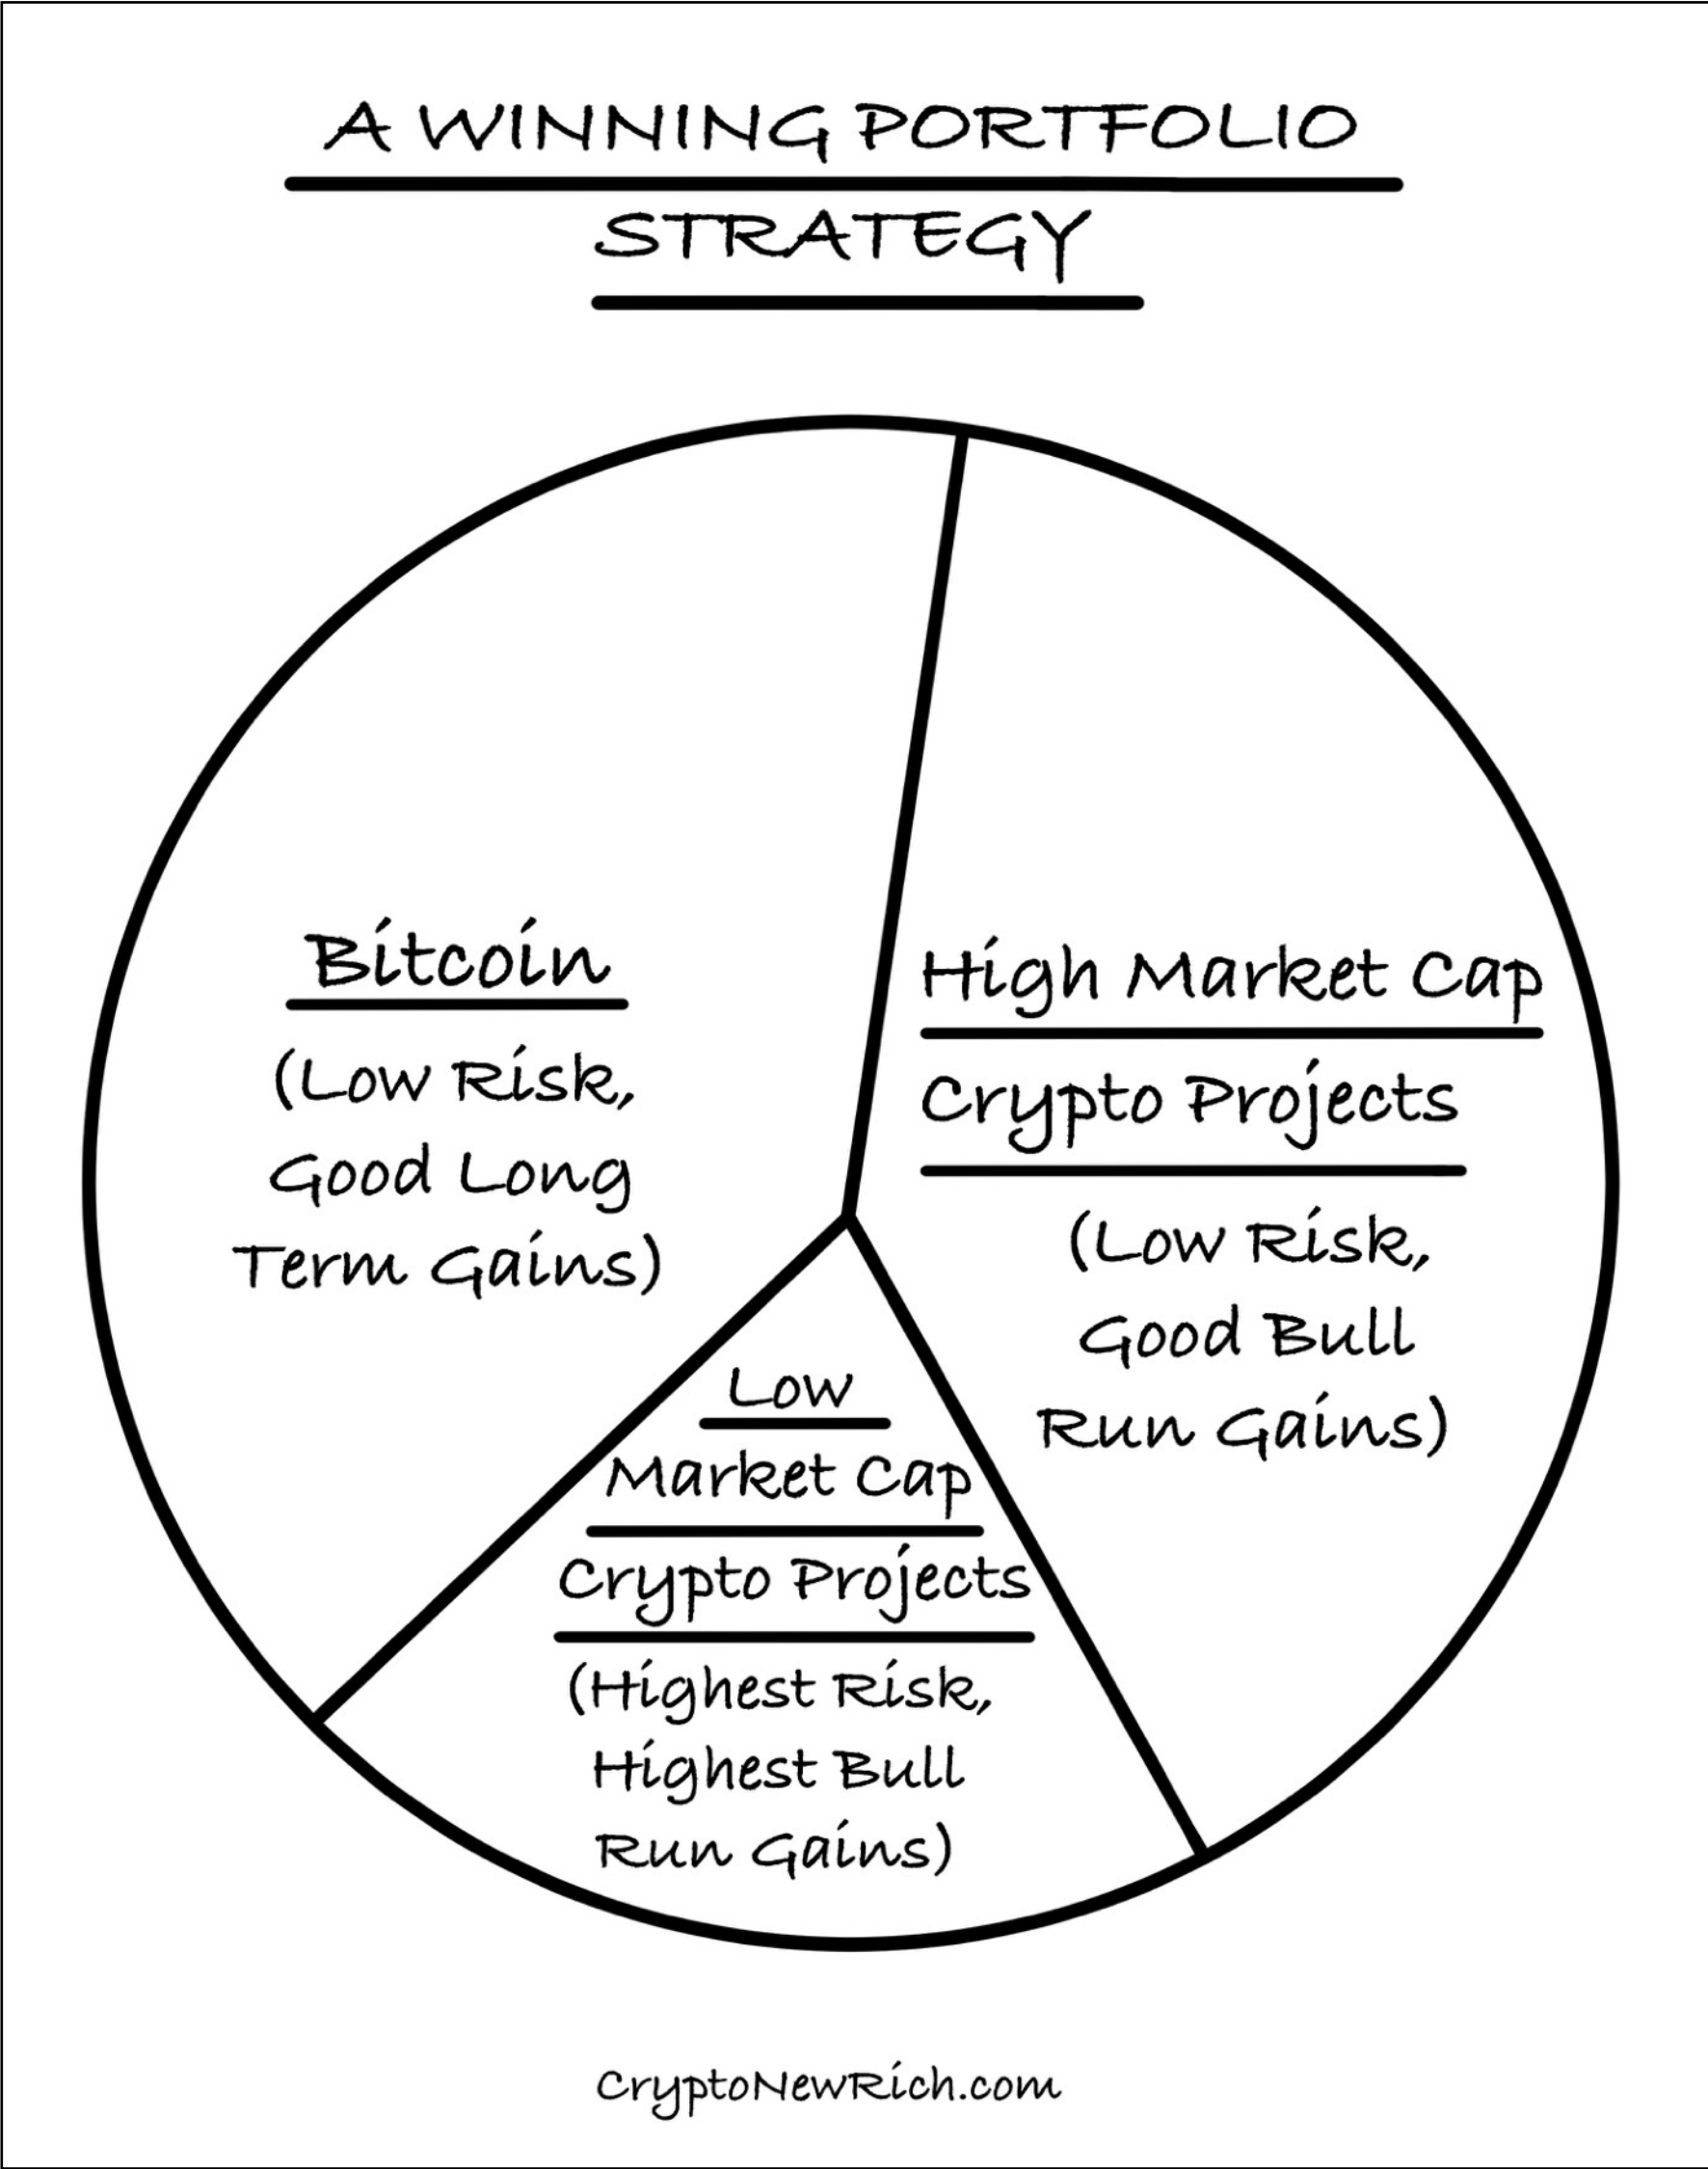 A WINNING PORTFOLIO
STRATEGY
Bitcoin
(Low Risk,
Good Long
Term Gains)
High Market Cap
Crypto Projects
(Low Risk,
Good Bull
Run Gains)
Low
Market Cap
Crypto Projects
(Highest Risk,
Highest Bull
Run Gains)
CryptoNewRich.com